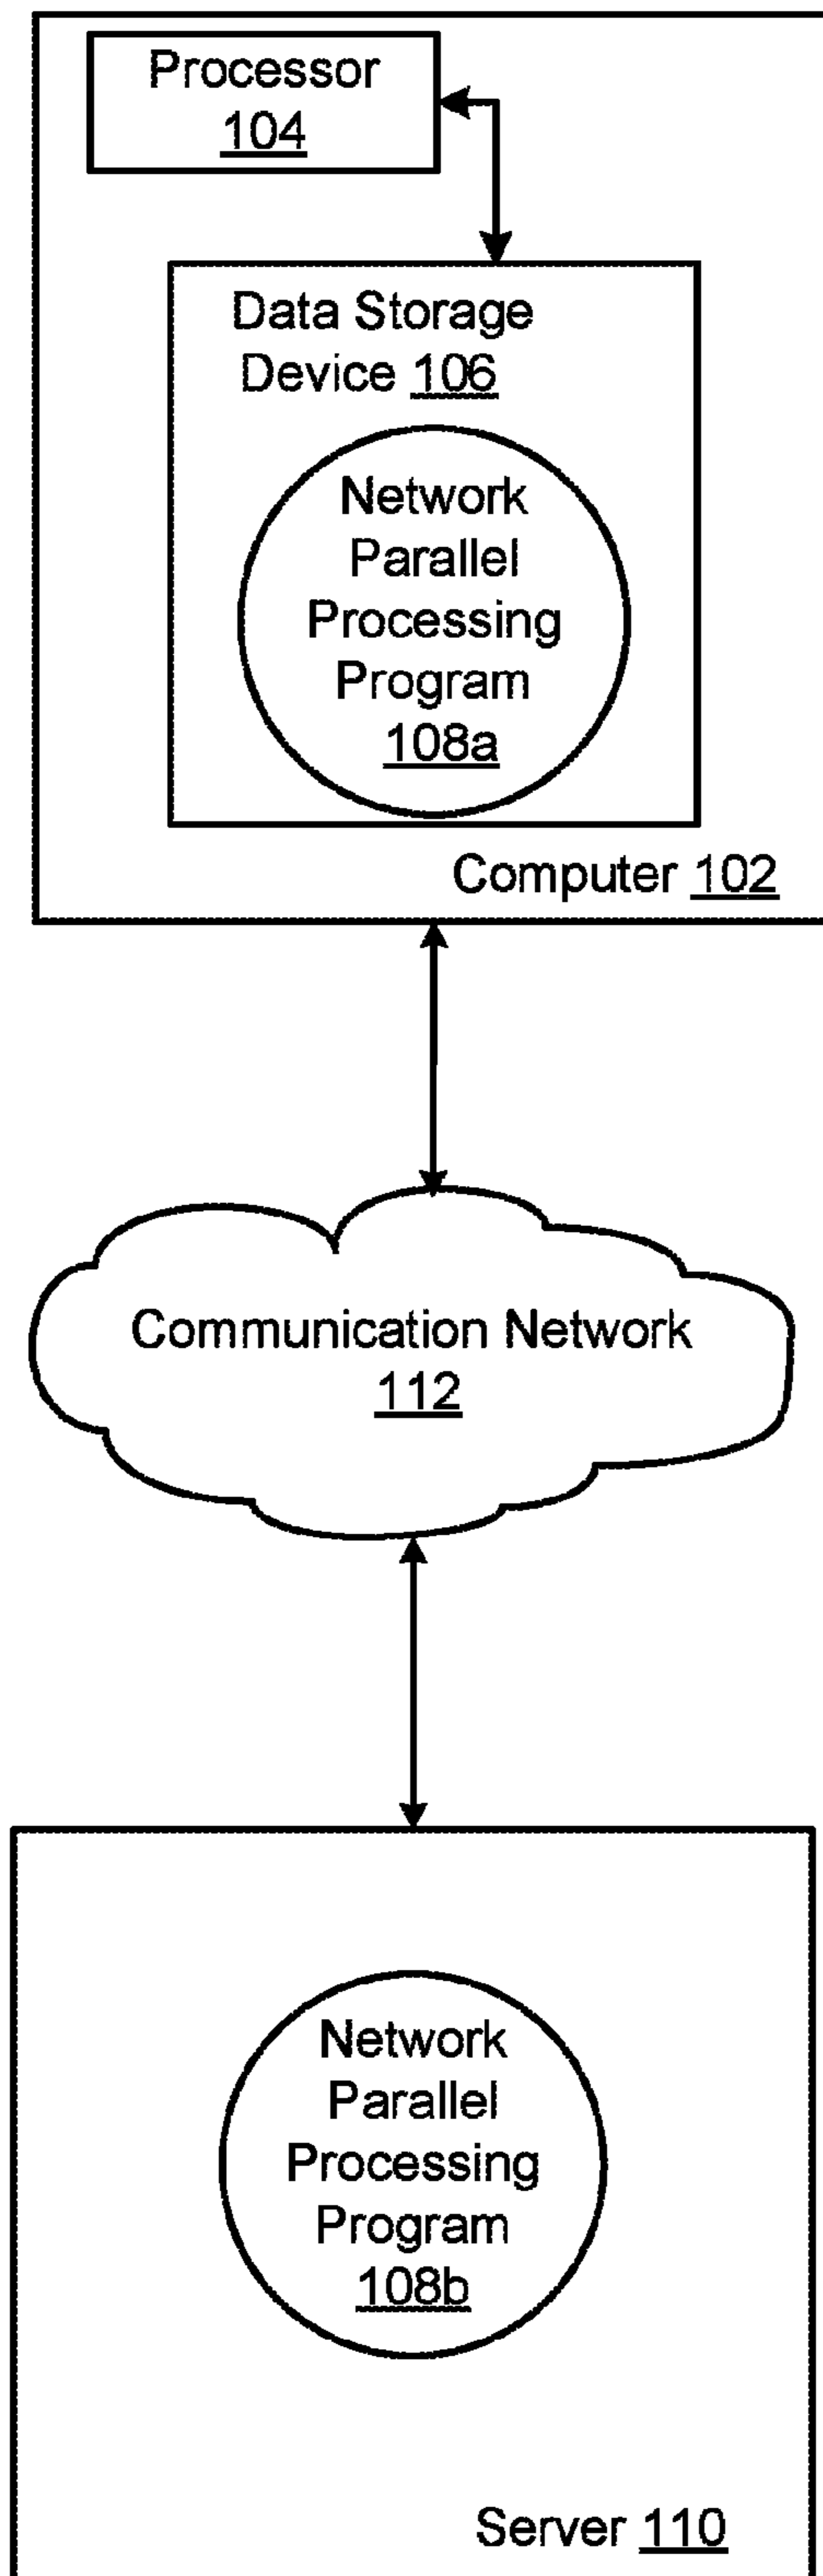 Processor
104
Data Storage
Device 106
Network
Parallel
Processing
Program
108a
Computer 102
Communication Network
112
Network
Parallel
Processing
Program
108b
Server 110